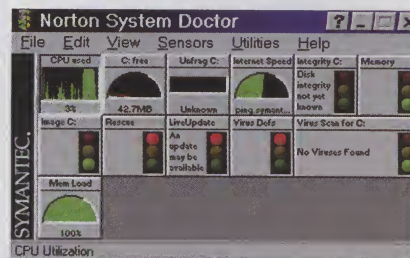 Norton System Doctor
File Edit View Sensors Utilities Help
CPU used
3%
C: free
42.7MB
Unfrag C:
Unknown
Internet Speed
ping.symant...
Integrity C:
Disk
integrity
not yet
known
Memory
Image C:
Rescue
LiveUpdate
An
update
may be
available
Virus Defs
Virus Scan for C:
No Viruses Found
Mem Load
100%
SYMANTEC.
CPU Utilization